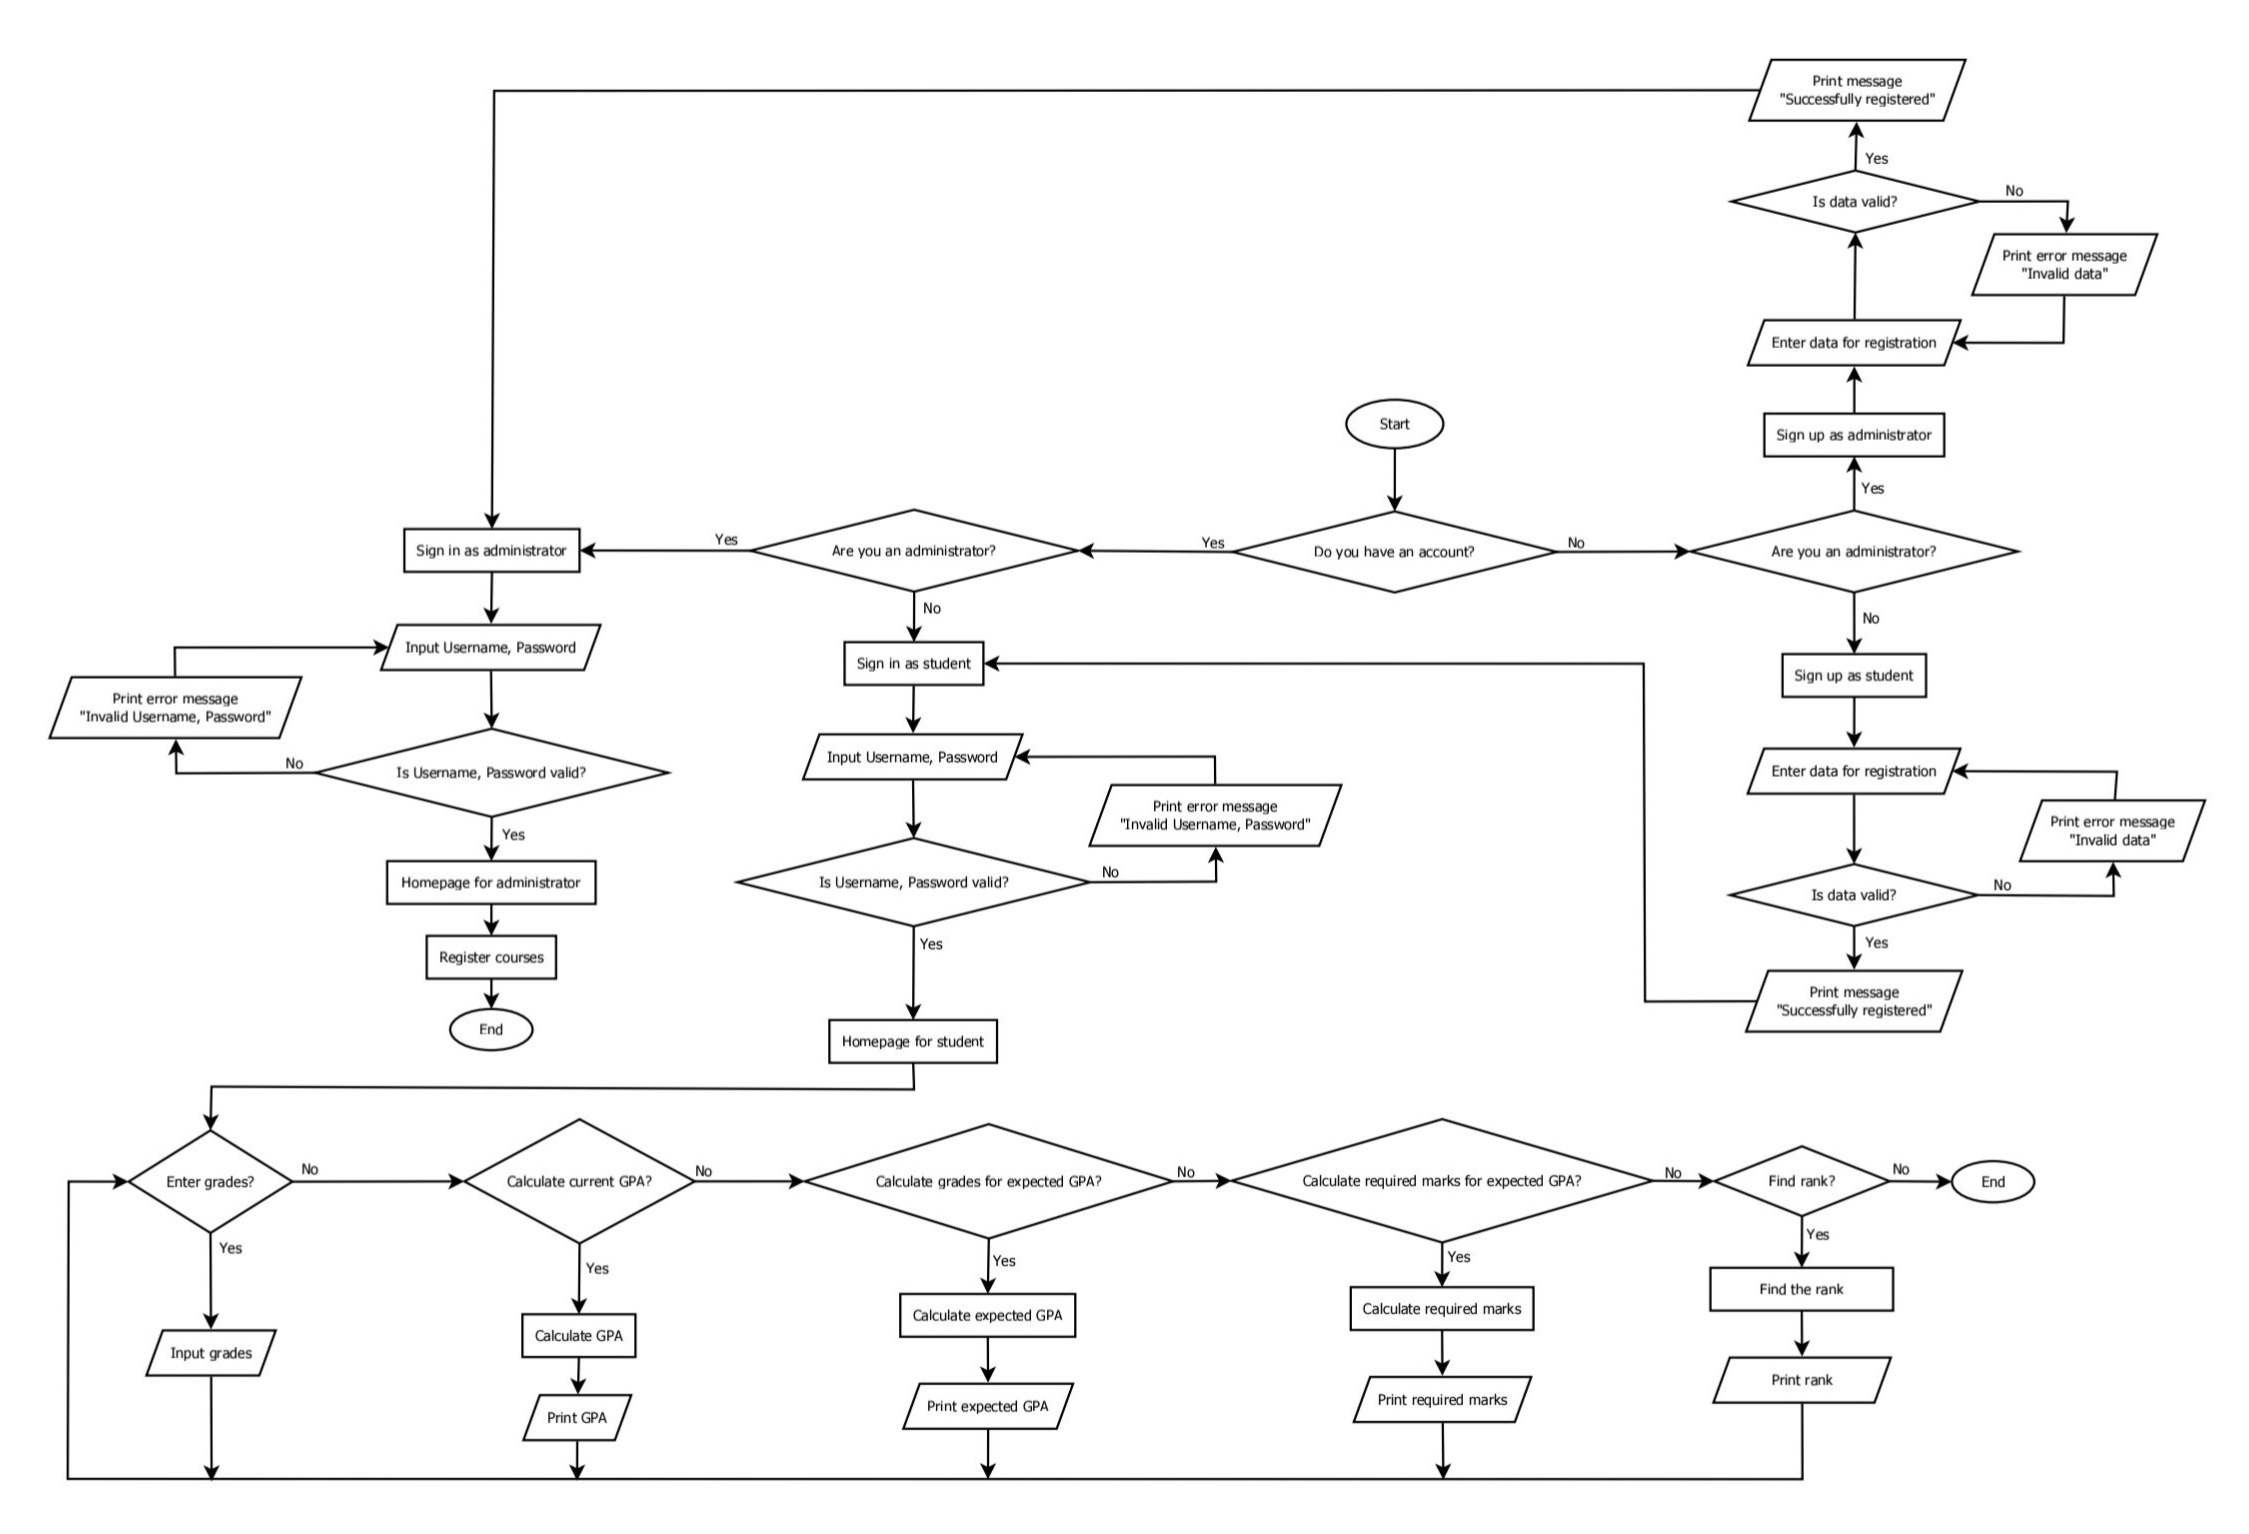 Print message
"Successfully registered"
Yes
Is data valid?
No
Print error message
"Invalid data"
Enter data for registration
Start
Sign up as administrator
Yes
Sign in as administrator
Yes
Are you an administrator?
Yes
Do you have an account?
No
Are you an administrator?
No
No
Input Username, Password
Sign in as student
Sign up as student
Print error message
"Invalid Username, Password"
Input Username, Password
Enter data for registration
No
Is Username, Password valid?
Print error message
"Invalid Username, Password"
Print error message
"Invalid data"
Yes
No
Homepage for administrator
Is Username, Password valid?
Is data valid?
No
Yes
Yes
Register courses
Print message
"Successfully registered"
End
Homepage for student
Enter grades?
No
Calculate current GPA?
No
Calculate grades for expected GPA?
No
Calculate required marks for expected GPA?
No
Find rank?
No
End
Yes
Yes
Yes
Yes
Yes
Input grades
Calculate GPA
Calculate expected GPA
Calculate required marks
Find the rank
Print GPA
Print expected GPA
Print required marks
Print rank